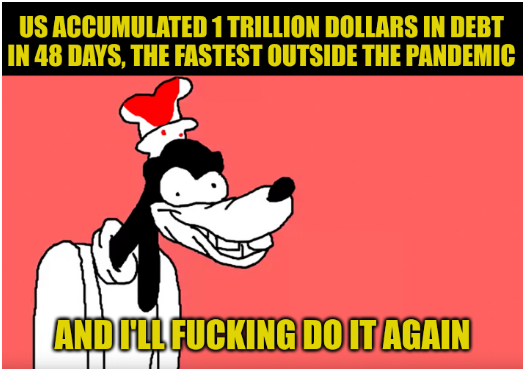 US ACCUMULATED 1 TRILLION DOLLARS IN DEBT
IN 48 DAYS, THE FASTEST OUTSIDE THE PANDEMIC
AND I'LL FUCKING DO IT AGAIN